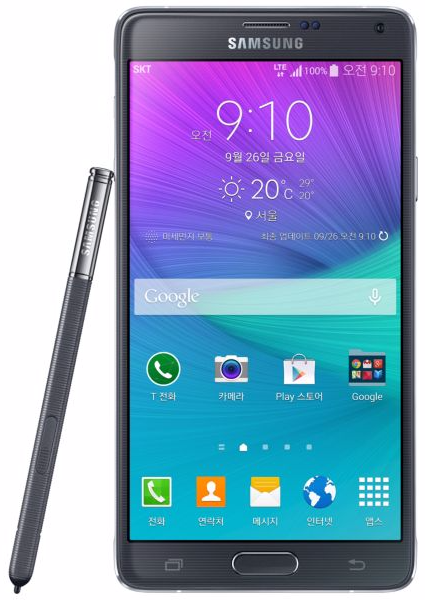 SAMSUNG
SKT LTE 100% 오전 9:10
오전 9:10
9월 26일 금요일
20°C 29° 20°
서울
미세먼지 보통 최종 업데이트 09/26 오전 9:10
Google
T 전화 카메라 Play 스토어 Google
전화 연락처 메시지 인터넷 앱스
SAMSUNG